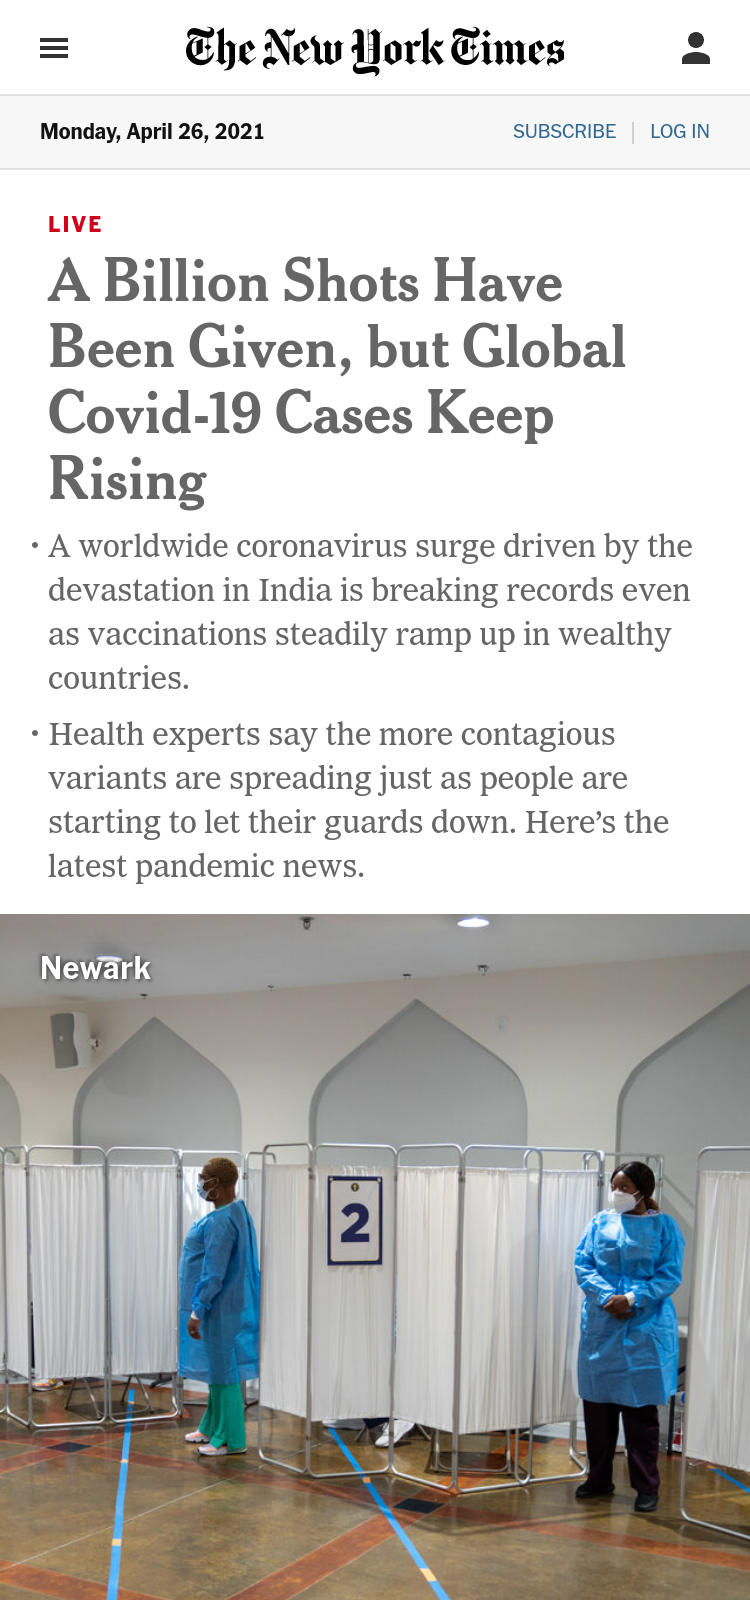 The New York Times
Monday, April 26, 2021
SUBSCRIBE
LOG IN
LIVE
A Billion Shots Have
Been Given, but Global
Covid-19 Cases Keep
Rising
• A worldwide coronavirus surge driven by the
devastation in India is breaking records even
as vaccinations steadily ramp up in wealthy
countries.
• Health experts say the more contagious
variants are spreading just as people are
starting to let their guards down. Here’s the
latest pandemic news.
Newark
2